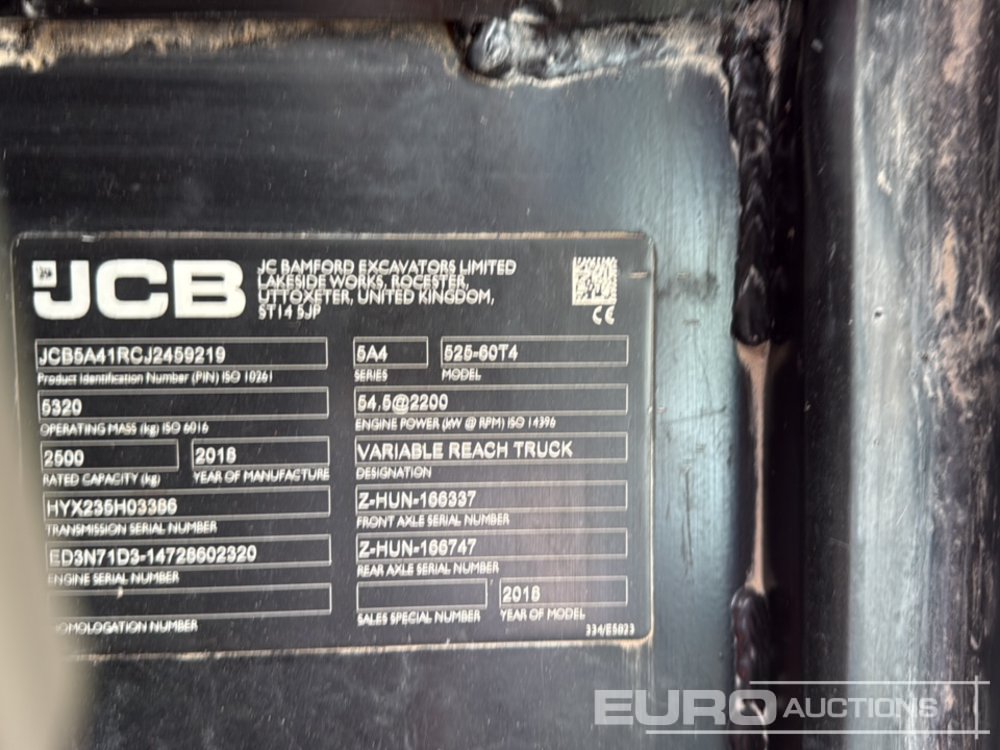 JCB
JC BAMFORD EXCAVATORS LIMITED
LAKESIDE WORKS, ROCESTER,
UTTOXETER, UNITED KINGDOM,
ST14 5JP
CE
JCB5A41RCJ2459219
Product Identification Number (PIN) ISO 10261
5A4
SERIES
525-60T4
MODEL
5320
OPERATING MASS (kg) ISO 6016
54.5@2200
ENGINE POWER (kW @ RPM) ISO 14396
2500
RATED CAPACITY (kg)
2018
YEAR OF MANUFACTURE
VARIABLE REACH TRUCK
DESIGNATION
HYX235H03386
TRANSMISSION SERIAL NUMBER
Z-HUN-166337
FRONT AXLE SERIAL NUMBER
ED3N71D3-14728602320
ENGINE SERIAL NUMBER
Z-HUN-166747
REAR AXLE SERIAL NUMBER
HOMOLOGATION NUMBER
SALES SPECIAL NUMBER
2018
YEAR OF MODEL
334/E5823
EURO AUCTIONS